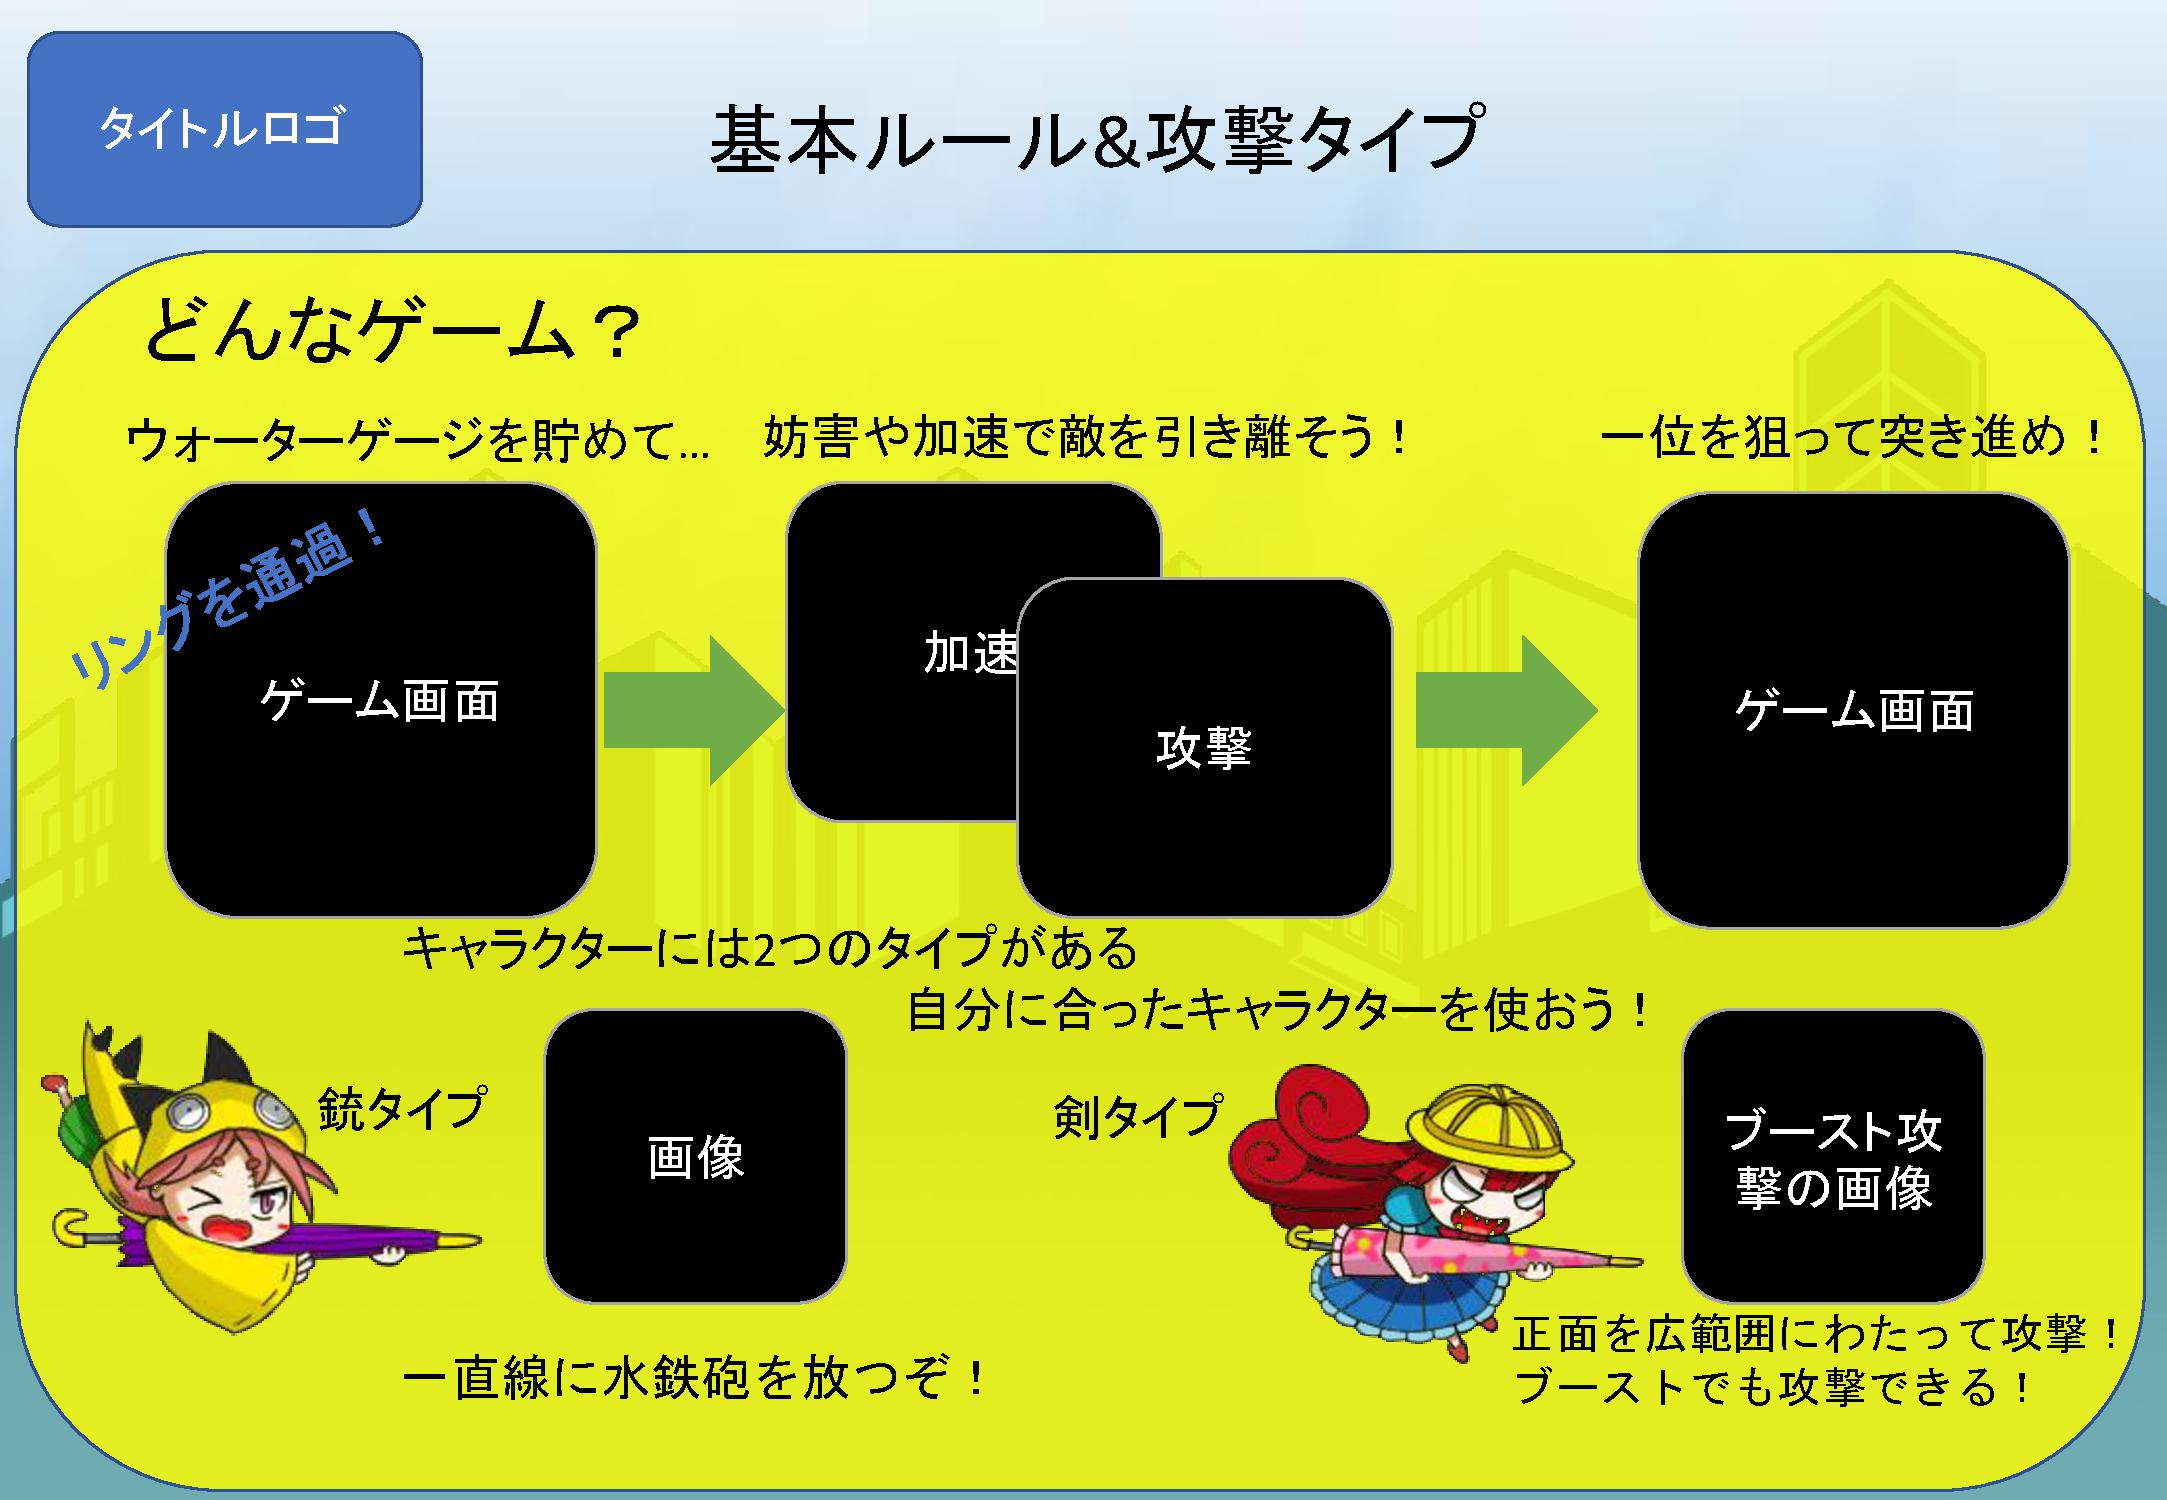 タイトルロゴ
基本ルール&攻撃タイプ
どんなゲーム？
ウォーターゲージを貯めて...
妨害や加速で敵を引き離そう！
一位を狙って突き進め！
リングを通過！
ゲーム画面
加速
攻撃
ゲーム画面
キャラクターには2つのタイプがある
自分に合ったキャラクターを使おう！
銃タイプ
画像
剣タイプ
ブースト攻
撃の画像
一直線に水鉄砲を放つぞ！
正面を広範囲にわたって攻撃！
ブーストでも攻撃できる！